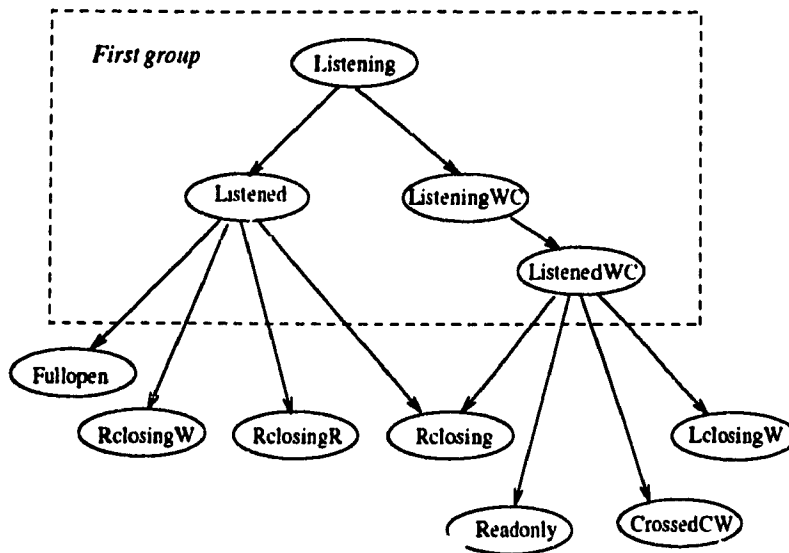 First group
Listening
Listened
ListeningWC
ListenedWC
Fullopen
RclosingW
RclosingR
Rclosing
LclosingW
Readonly
CrossedCW